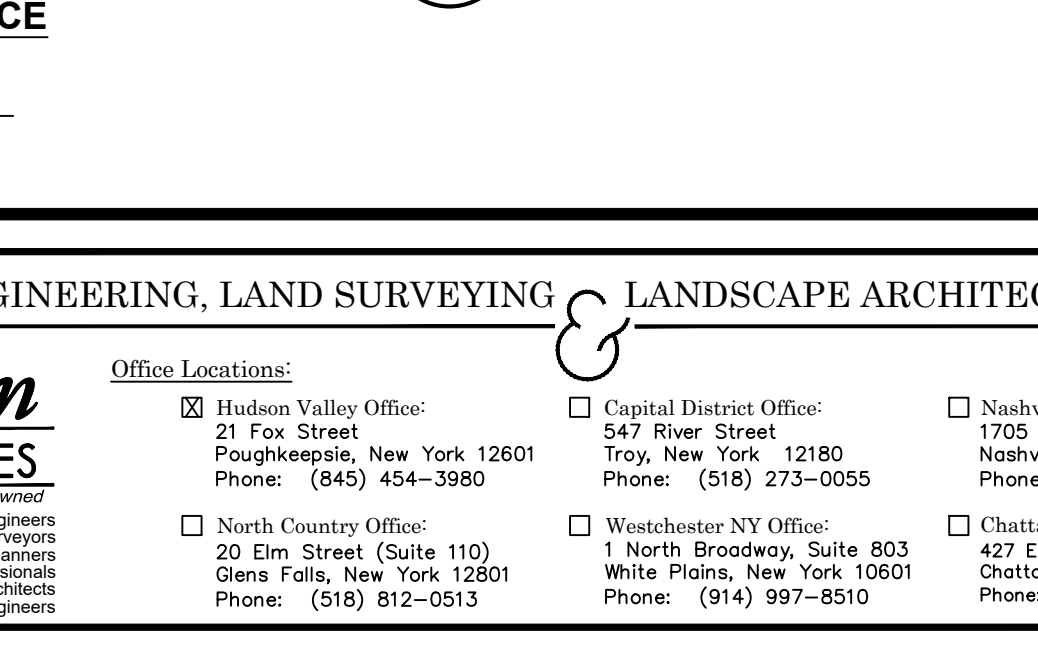 CE
GINEERING, LAND SURVEYING & LANDSCAPE ARCHITEC
n
ES
wned
gineers
rveyors
anners
sionals
chitects
gineers
Office Locations:
X Hudson Valley Office:
21 Fox Street
Poughkeepsie, New York 12601
Phone: (845) 454-3980
North Country Office:
20 Elm Street (Suite 110)
Glens Falls, New York 12801
Phone: (518) 812-0513
Capital District Office:
547 River Street
Troy, New York 12180
Phone: (518) 273-0055
Westchester NY Office:
1 North Broadway, Suite 803
White Plains, New York 10601
Phone: (914) 997-8510
Nashv
1705
Nashv
Phone
Chatta
427 E
Chatto
Phone: